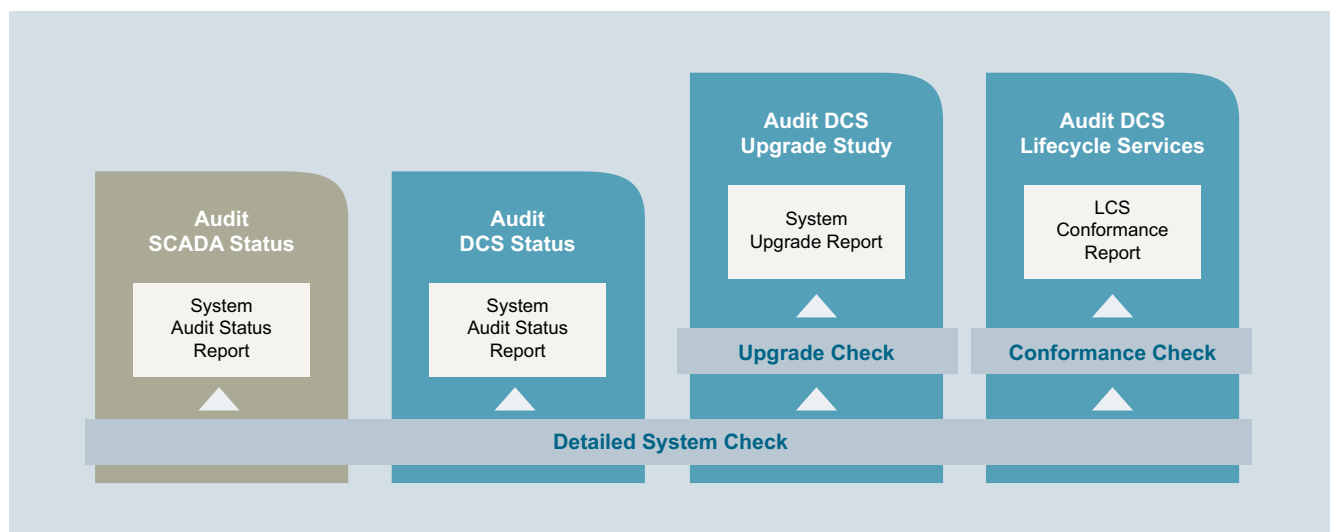 Audit
SCADA Status
System
Audit Status
Report
Audit
DCS Status
System
Audit Status
Report
Audit DCS
Upgrade Study
System
Upgrade Report
Upgrade Check
Audit DCS
Lifecycle Services
LCS
Conformance
Report
Conformance Check
Detailed System Check